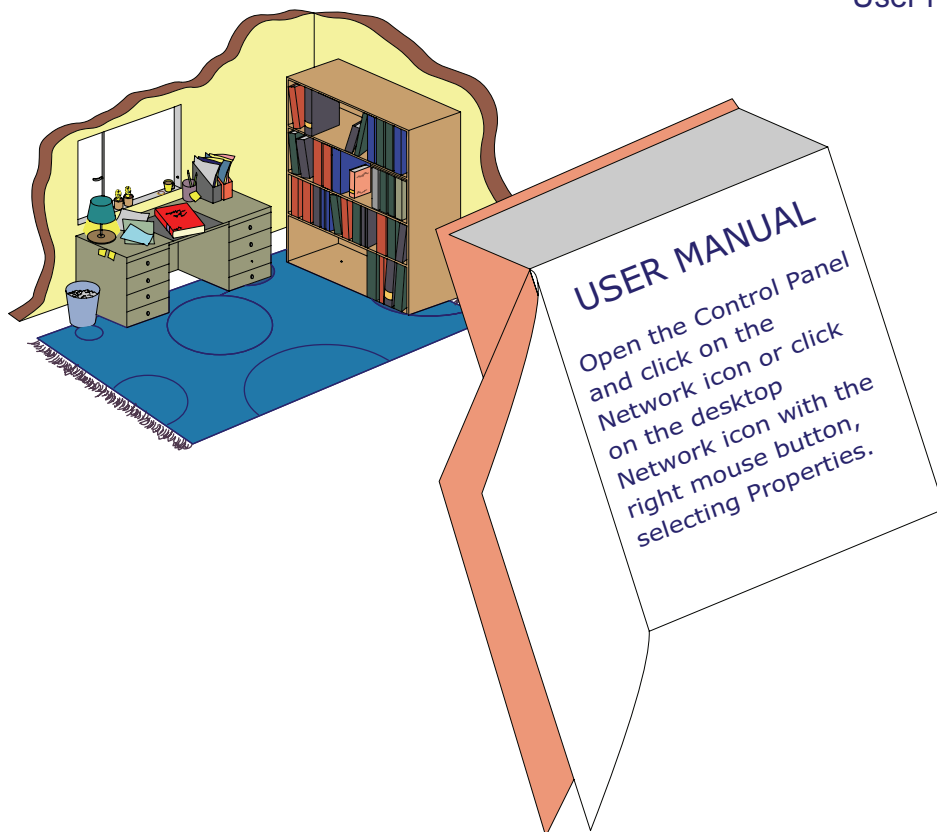 USER MANUAL
Open the Control Panel
and click on the
Network icon or click
on the desktop
Network icon with the
right mouse button,
selecting Properties.